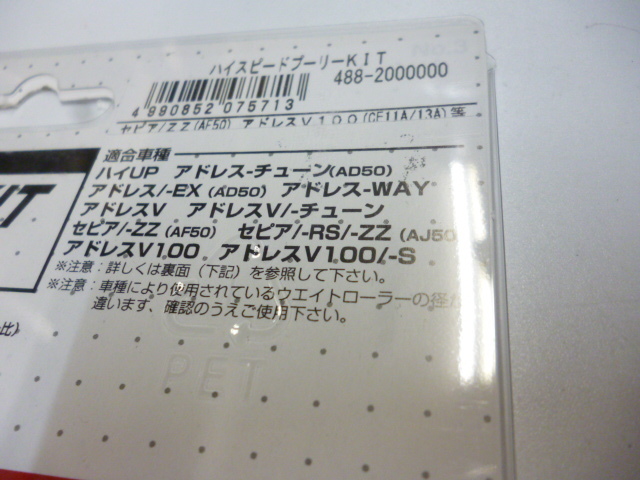 ハイスピードプーリーKIT
488-2000000
4 990852 075713
セピア/ZZ(AF50) アドレスV100(CE11A/13A)等
適合車種
ハイUP アドレス-チューン(AD50)
アドレス/-EX (AD50) アドレス-WAY
アドレスV アドレスV/-チューン
セピア/-ZZ (AF50) セピア/-RS/-ZZ (AJ50
アドレスV100 アドレスV100/-S
※注意：詳しくは裏面（下記）を参照して下さい。
※注意：車種により使用されているウエイトローラーの径が
違います、確認のうえご使用下さい。
比》
PET